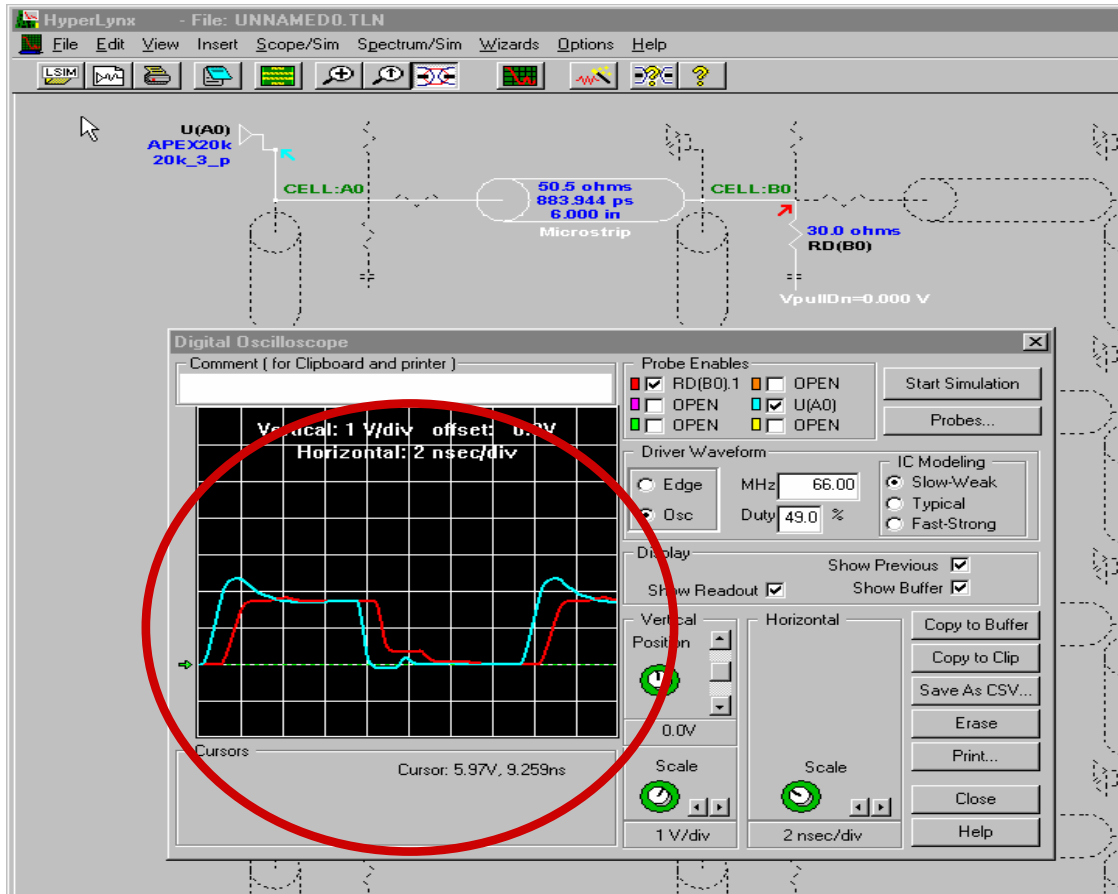 HyperLynx - File: UNNAMED0.TLN
File Edit View Insert Scope/Sim Spectrum/Sim Wizards Options Help
LSIM
U(A0)
APEX20k
20k_3_p
CELL:A0
50.5 ohms
883.944 ps
6.000 in
Microstrip
CELL:B0
30.0 ohms
RD(B0)
VpullDn=0.000 V
Digital Oscilloscope
Comment ( for Clipboard and printer )
Vertical: 1 V/div offset: 0.0V
Horizontal: 2 nsec/div
Cursors
Cursor: 5.97V, 9.259ns
Probe Enables
RD(B0).1 OPEN
OPEN U(A0)
OPEN OPEN
Start Simulation
Probes...
Driver Waveform
Edge MHz 66.00
Osc Duty 49.0 %
IC Modeling
Slow-Weak
Typical
Fast-Strong
Display
Show Previous
Show Readout Show Buffer
Vertical
Position
0.0V
Scale
1 V/div
Horizontal
Scale
2 nsec/div
Copy to Buffer
Copy to Clip
Save As CSV...
Erase
Print...
Close
Help